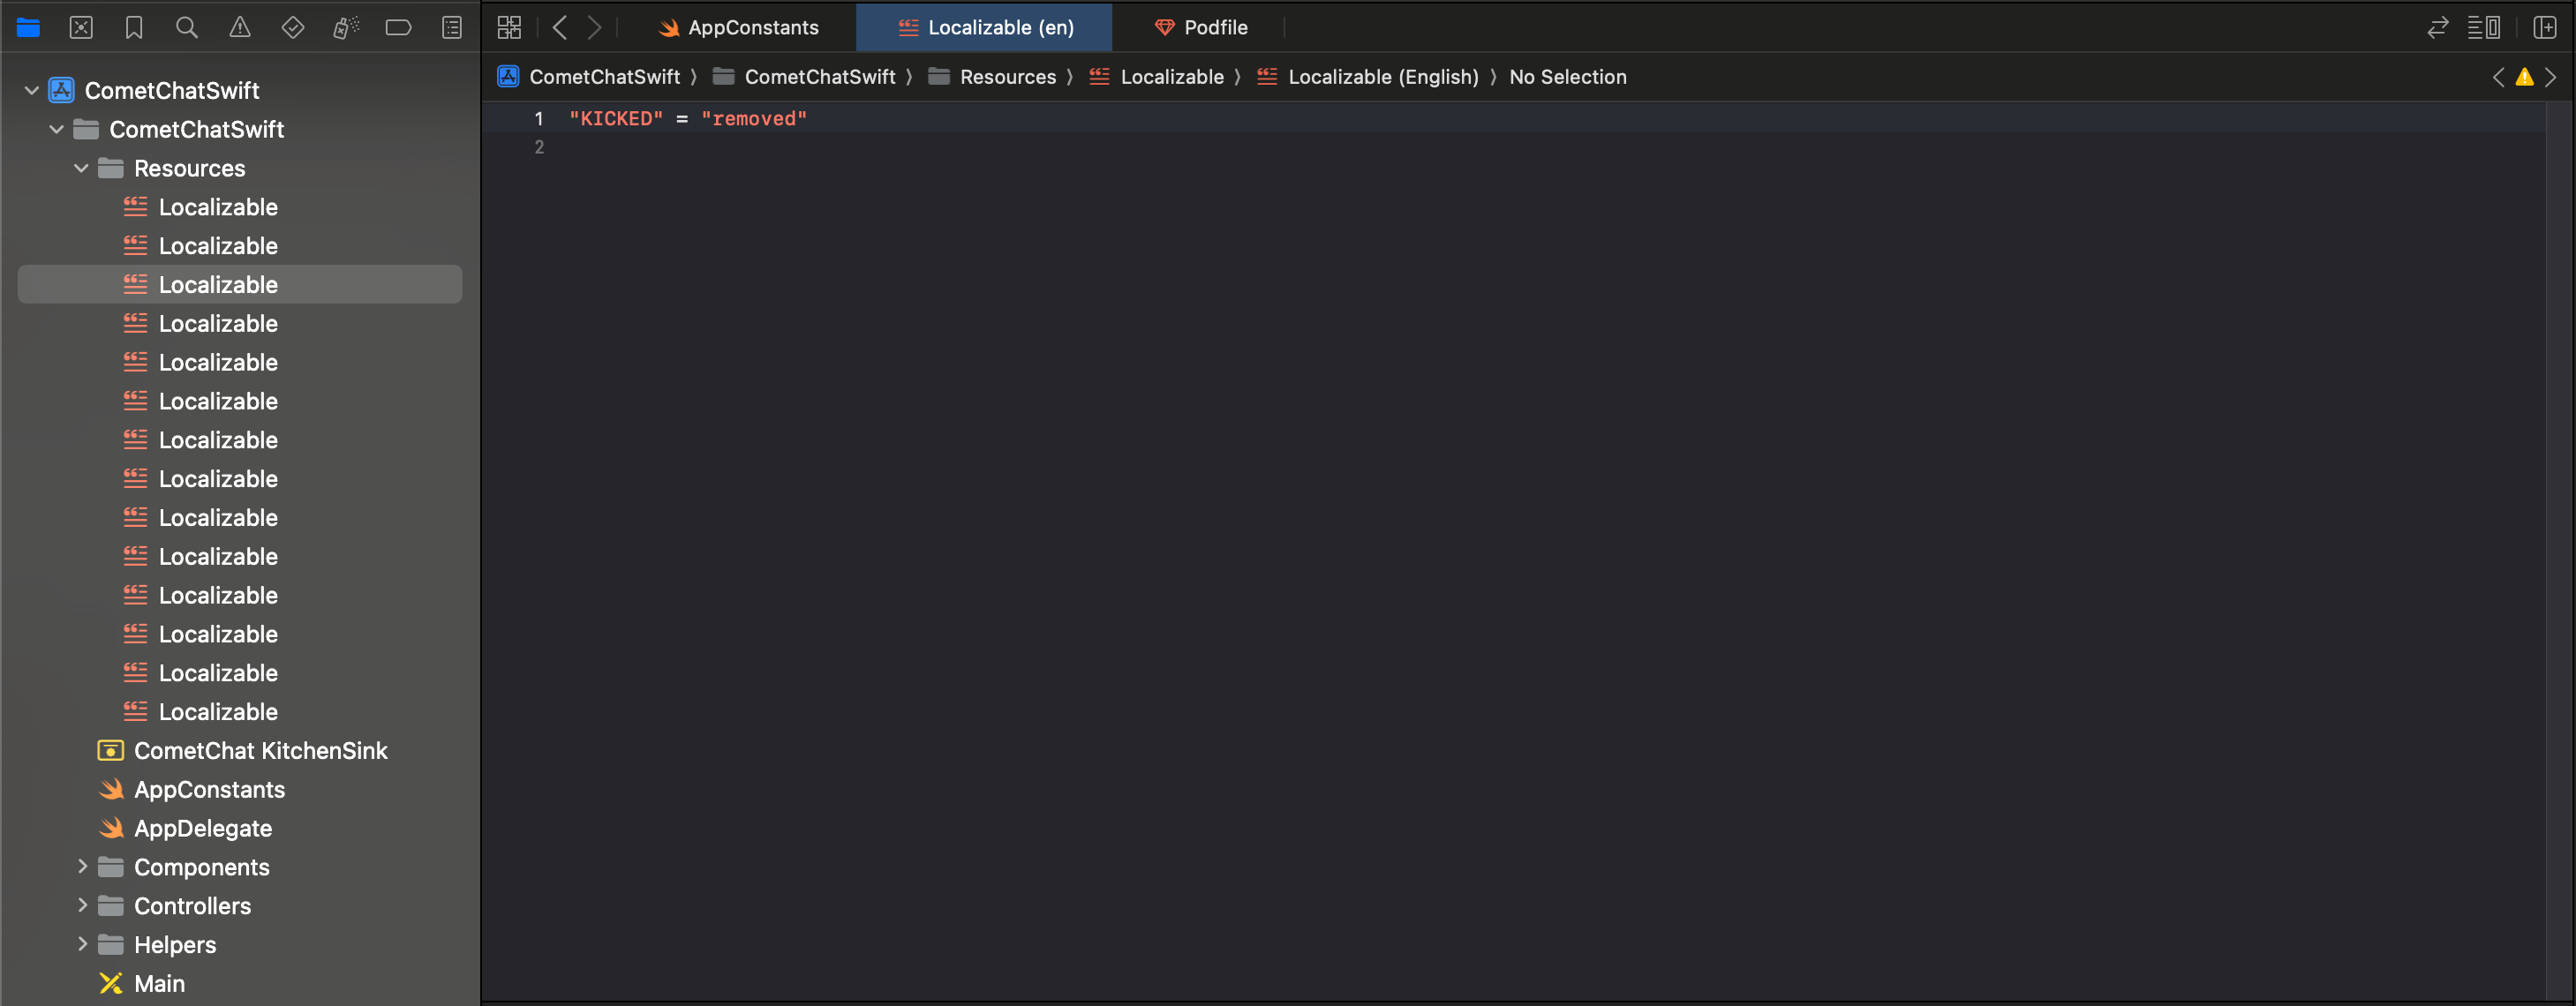 AppConstants
Localizable (en)
Podfile
CometChatSwift 〉 CometChatSwift 〉 Resources 〉 Localizable 〉 Localizable (English) 〉 No Selection
CometChatSwift
CometChatSwift
Resources
Localizable
Localizable
Localizable
Localizable
Localizable
Localizable
Localizable
Localizable
Localizable
Localizable
Localizable
Localizable
Localizable
Localizable
CometChat KitchenSink
AppConstants
AppDelegate
Components
Controllers
Helpers
Main
1 "KICKED" = "removed"
2